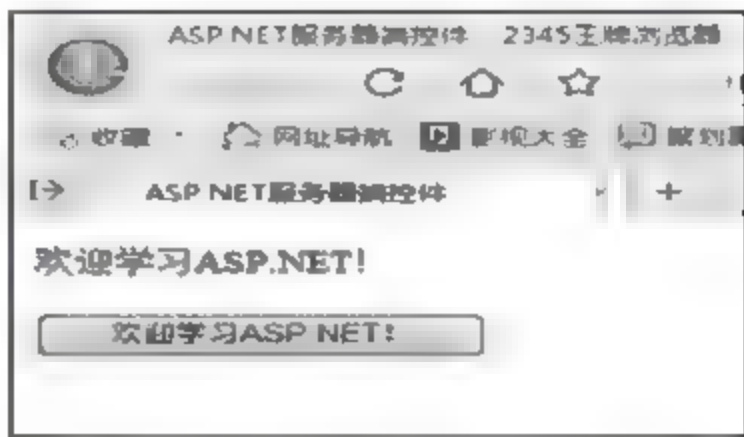 ASP NET服务器端控件 2345王牌浏览器
收藏 网址导航 影视大全
ASP NET服务器端控件
欢迎学习ASP.NET!
欢迎学习ASP NET!